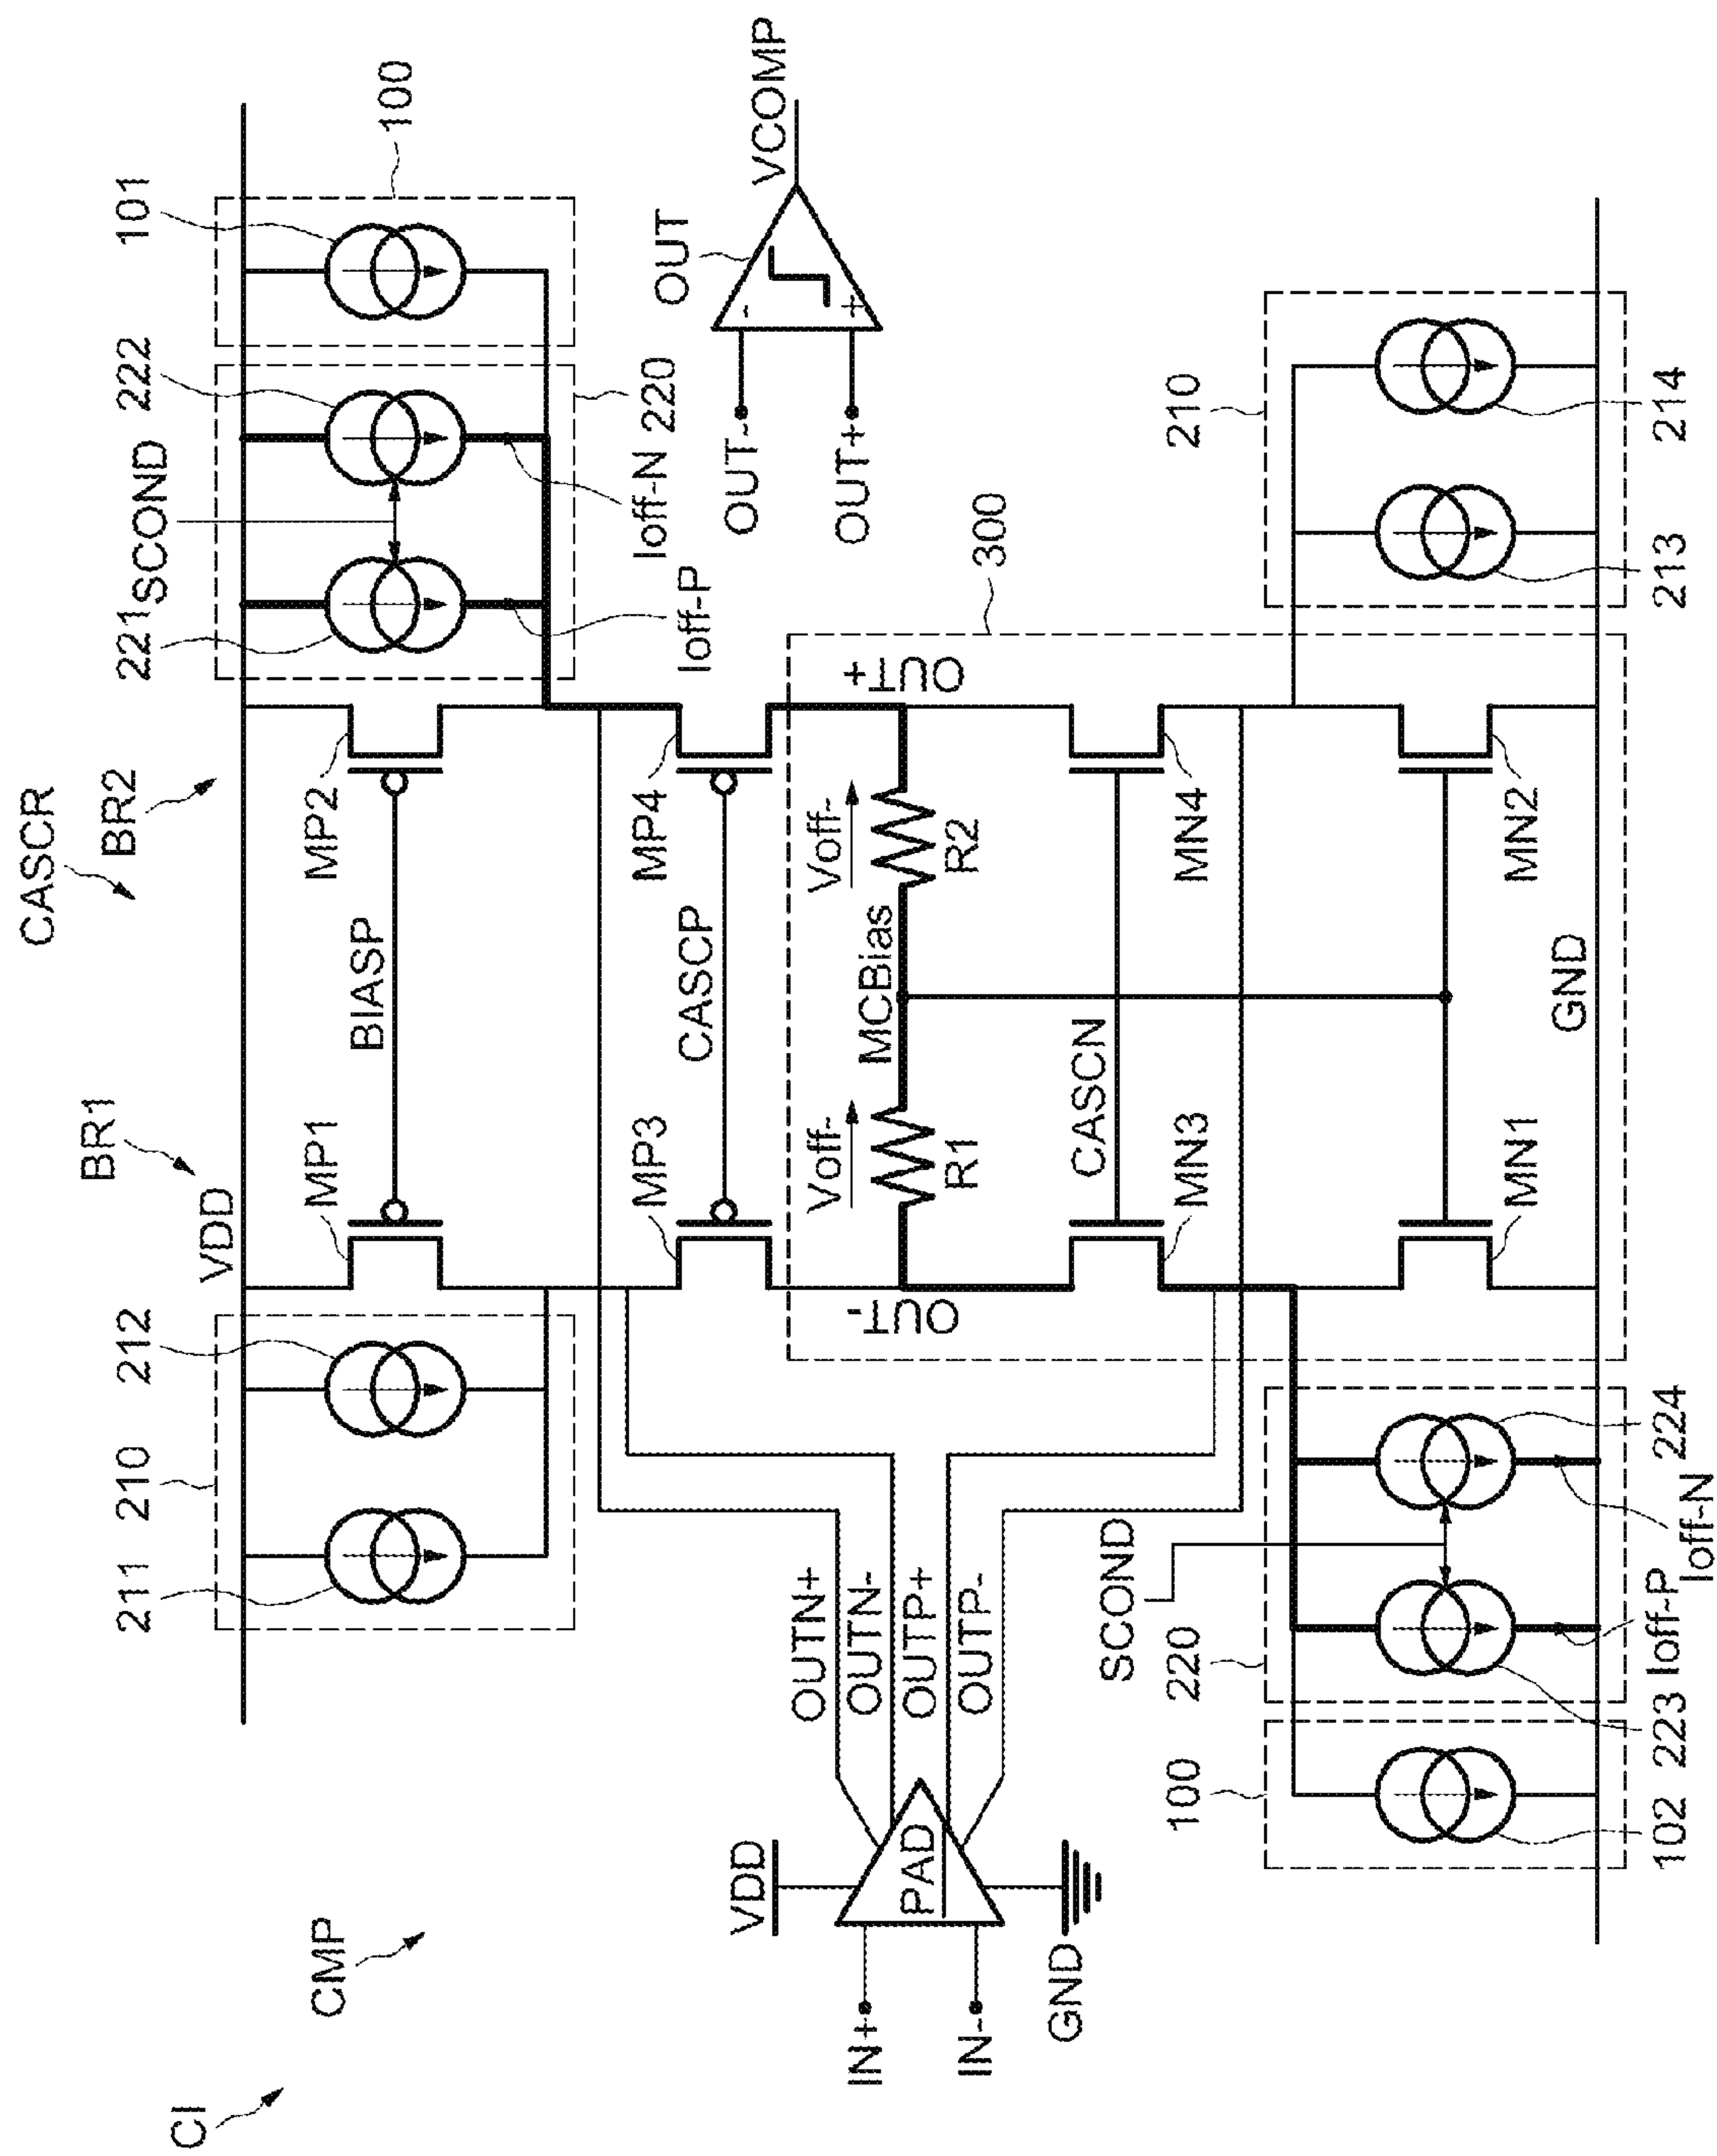 CASCR
BR1
BR2
VDD
211
210
212
MP1
BIASP
MP2
221
SCOND
222
101
100
220
Ioff-P
Ioff-N
MP3
CASCP
MP4
OUTN+
OUTN-
OUTP+
OUTP-
300
OUT-
OUT+
Voff-
Voff-
R1
MCBias
R2
CASCN
MN3
MN4
MN1
MN2
GND
CI
CMP
IN+
IN-
VDD
PAD
GND
100
220
SCOND
102
223
Ioff-P
Ioff-N
224
210
213
214
OUT-
OUT+
-
+
OUT
VCOMP